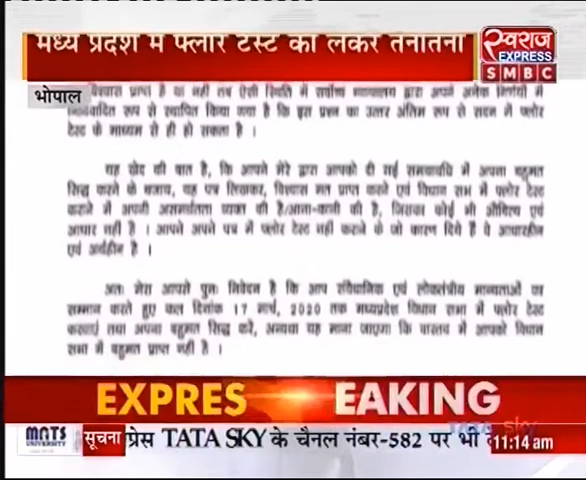 मध्य प्रदेश में फ्लोर टेस्ट को लेकर तनातनी
स्वराज
EXPRESS
SMBC
भोपाल
विश्वास प्राप्त है या नहीं तब ऐसी स्थिति में सर्वोच्च न्यायालय द्वारा अपने अनेक निर्णयों में
निर्विवादित रूप से स्थापित किया गया है कि इस प्रश्न का उत्तर अंतिम रूप से सदन में फ्लोर
टेस्ट के माध्यम से ही हो सकता है ।
यह खेद की बात है, कि आपने मेरे द्वारा आपको दी गई समयावधि में अपना बहुमत
सिद्ध करने के बजाय, यह पत्र लिखकर, विश्वास मत प्राप्त करने एवं विधान सभा में फ्लोर टेस्ट
कराने में अपनी असमर्थतता व्यक्त की है/आना-कानी की है, जिसका कोई भी औचित्य एवं
आधार नहीं है । आपने अपने पत्र में फ्लोर टेस्ट नहीं कराने के जो कारण दिये हैं वे आधारहीन
एवं अर्थहीन है ।
अतः मेरा आपसे पुनः निवेदन है कि आप संवैधानिक एवं लोकतंत्रीय मान्यताओं का
सम्मान करते हुए कल दिनांक 17 मार्च, 2020 तक मध्यप्रदेश विधान सभा में फ्लोर टेस्ट
करवाएं तथा अपना बहुमत सिद्ध करें, अन्यथा यह माना जाएगा कि वास्तव में आपको विधान
सभा में बहुमत प्राप्त नहीं है ।
EXPRES EAKING
MATS
UNIVERSITY
सूचना
प्रेस TATA SKY के चैनल नंबर-582 पर भी
TATA Sky
11:14 am